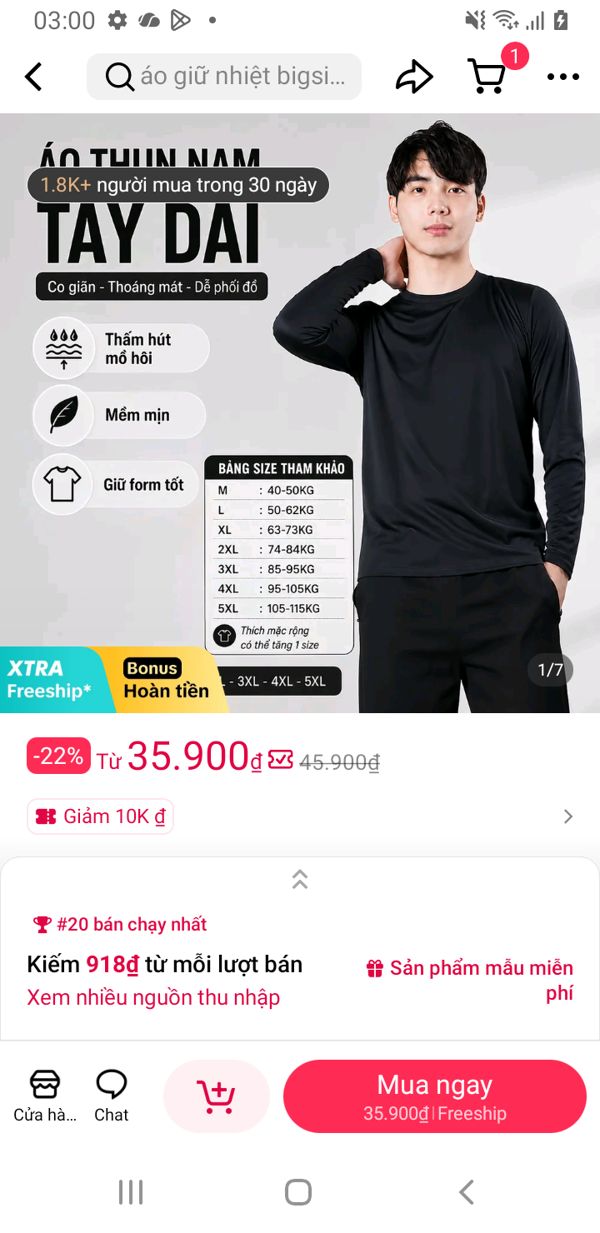 03:00
áo giữ nhiệt bigsi...
1
ÁO THUN NAM
1.8K+ người mua trong 30 ngày
TAY DÀI
Co giãn - Thoáng mát - Dễ phối đồ
Thấm hút
mồ hôi
Mềm mịn
Giữ form tốt
BẢNG SIZE THAM KHẢO
M : 40-50KG
L : 50-62KG
XL : 63-73KG
2XL : 74-84KG
3XL : 85-95KG
4XL : 95-105KG
5XL : 105-115KG
Thích mặc rộng
có thể tăng 1 size
XTRA
Freeship*
Bonus
Hoàn tiền
L - 3XL - 4XL - 5XL
1/7
-22% Từ 35.900₫ 45.900₫
Giảm 10K ₫
#20 bán chạy nhất
Kiếm 918₫ từ mỗi lượt bán
Xem nhiều nguồn thu nhập
Sản phẩm mẫu miễn
phí
Cửa hà...
Chat
Mua ngay
35.900₫ | Freeship